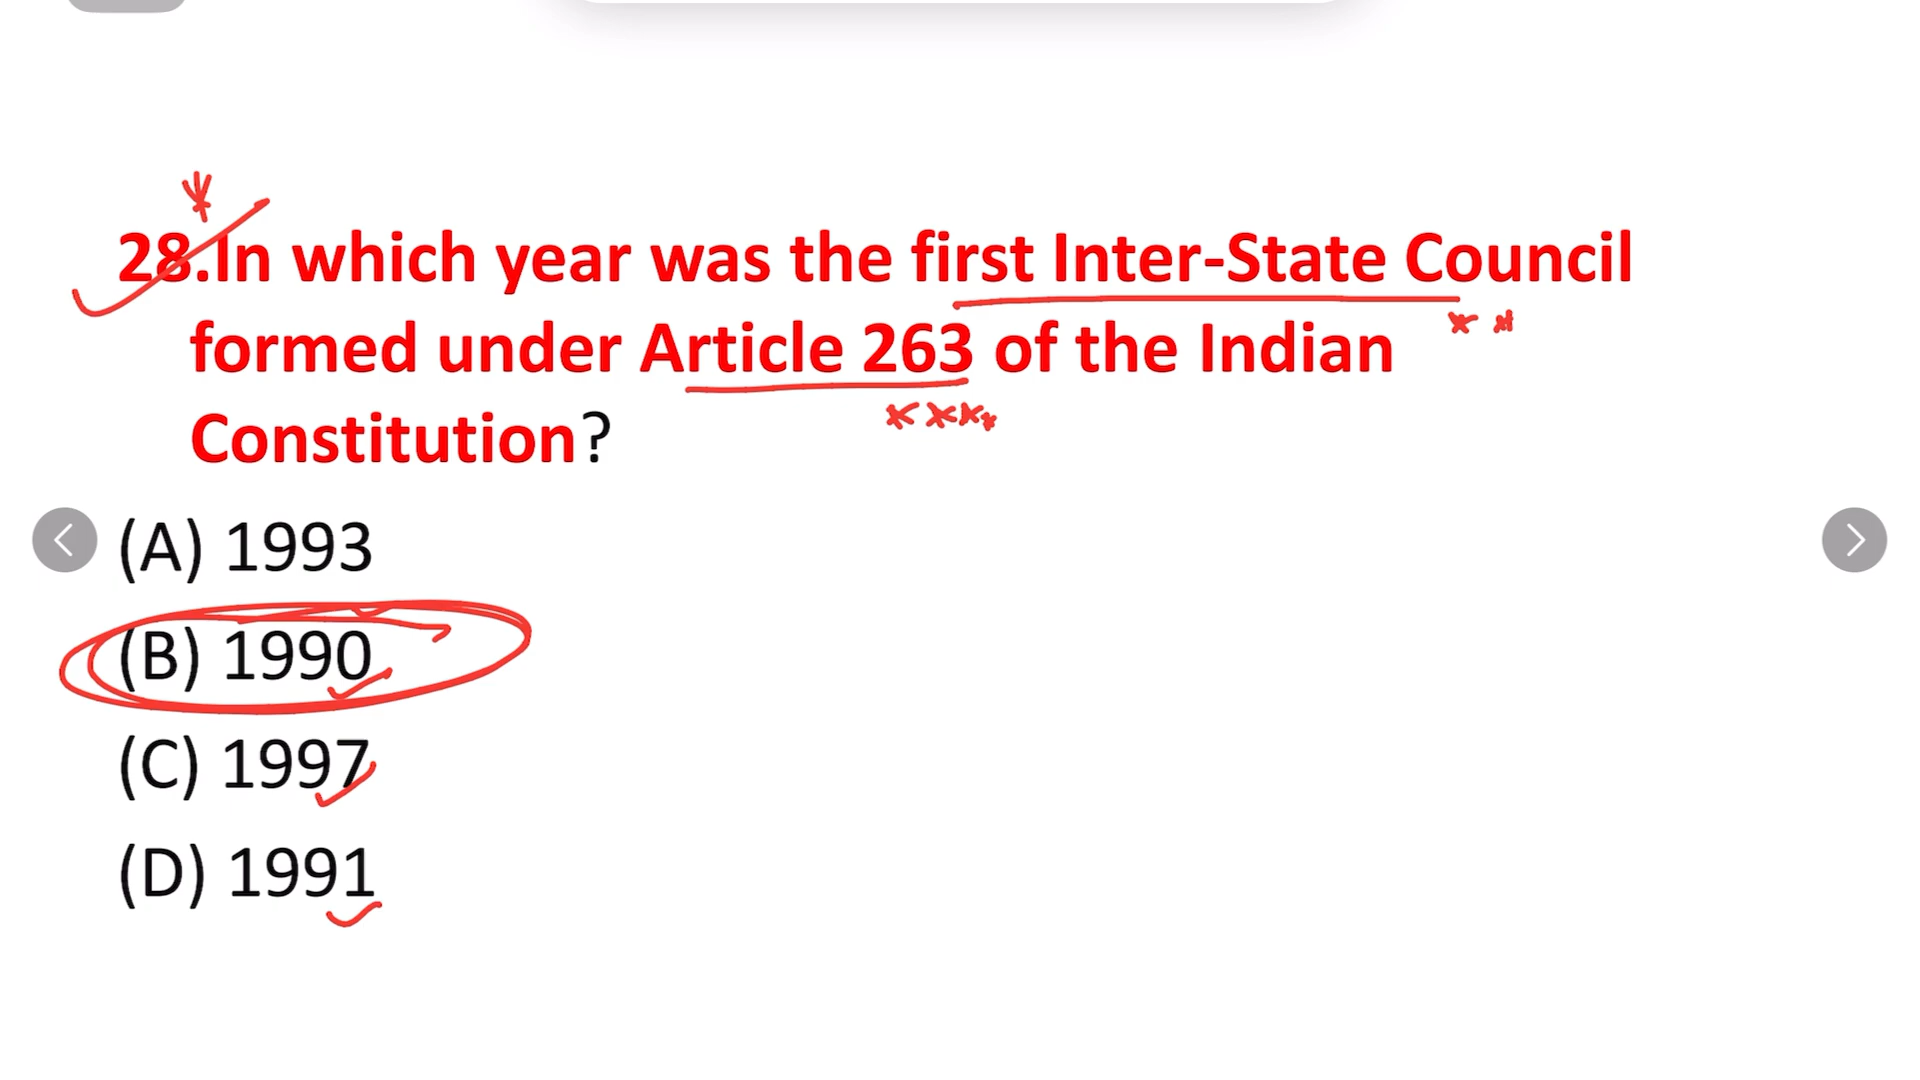 28.In which year was the first Inter-State Council
formed under Article 263 of the Indian
Constitution?
(A) 1993
(B) 1990
(C) 1997
(D) 1991